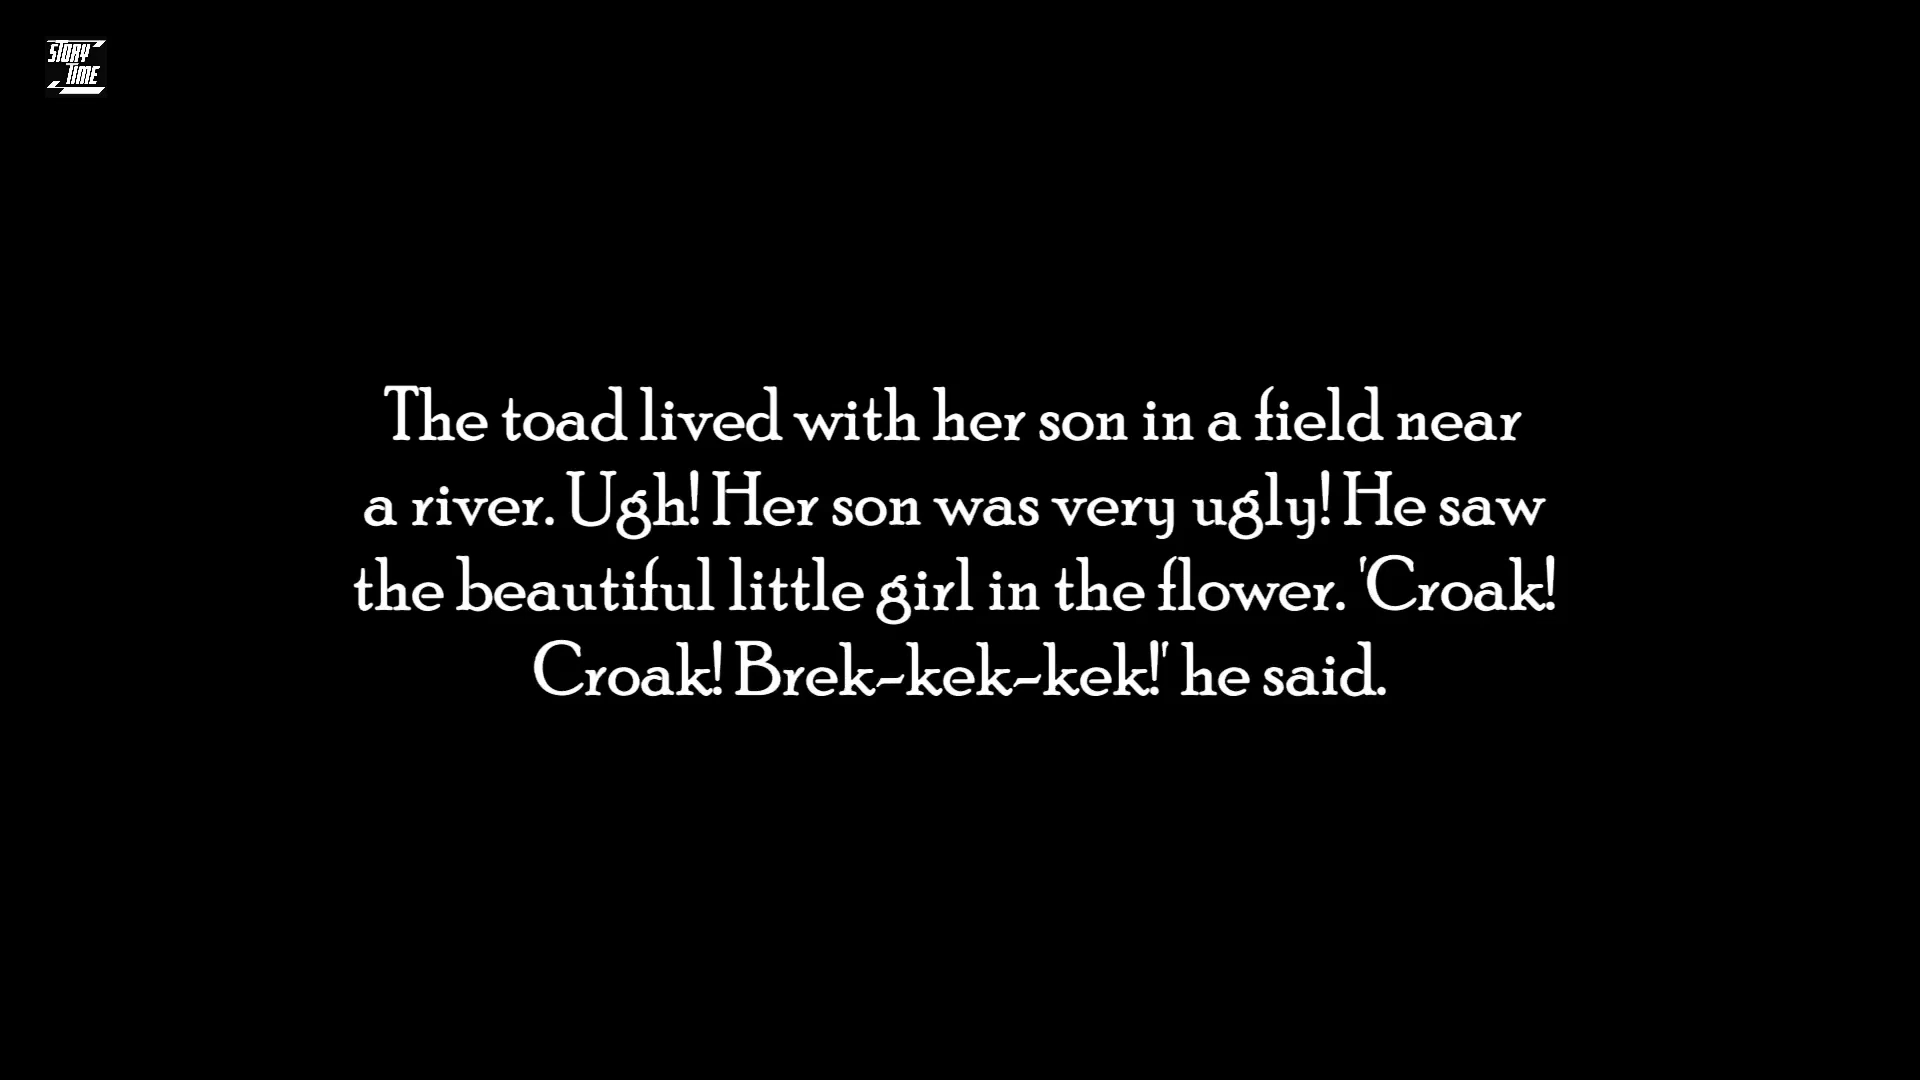 STORY
TIME
The toad lived with her son in a field near
a river. Ugh! Her son was very ugly! He saw
the beautiful little girl in the flower. 'Croak!
Croak! Brek-kek-kek!' he said.